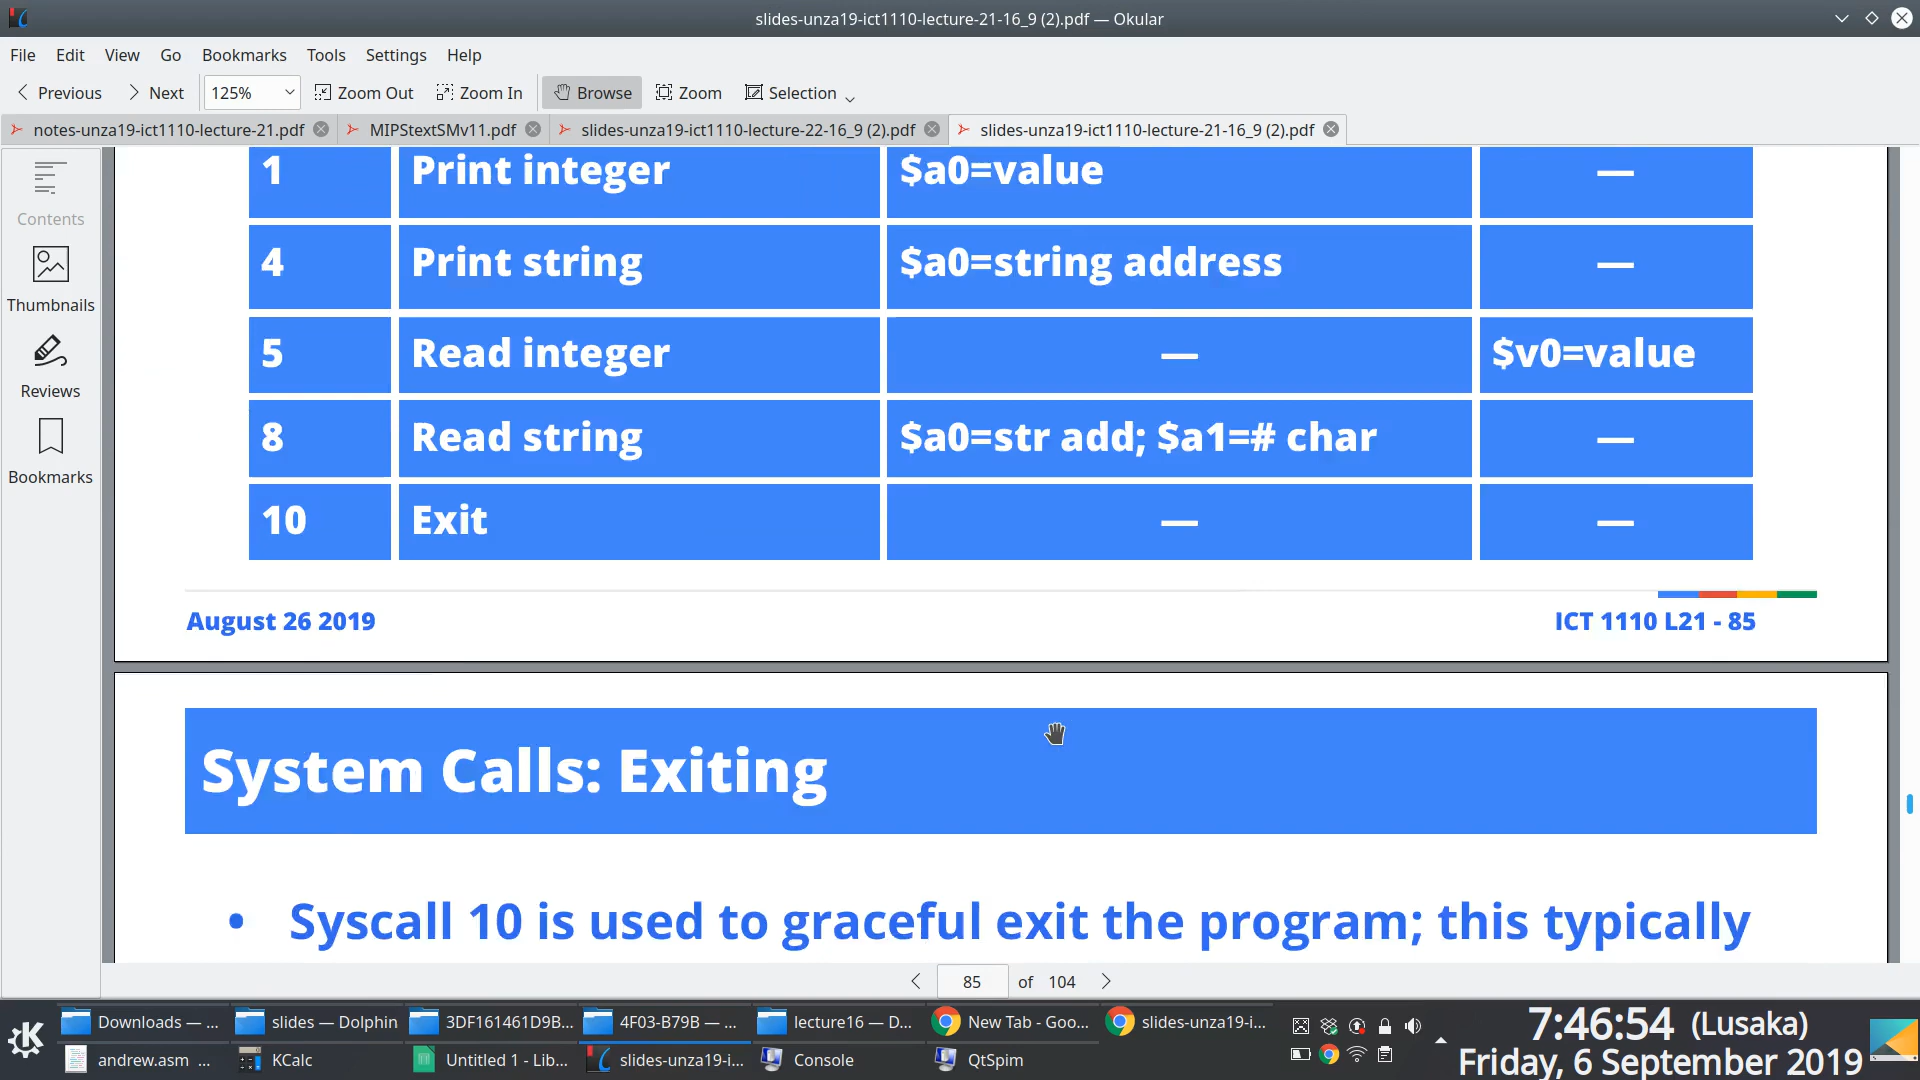 slides-unza19-ict1110-lecture-21-16_9 (2).pdf — Okular
File Edit View Go Bookmarks Tools Settings Help
Previous Next 125% Zoom Out Zoom In Browse Zoom Selection
notes-unza19-ict1110-lecture-21.pdf MIPStextSMv11.pdf slides-unza19-ict1110-lecture-22-16_9 (2).pdf slides-unza19-ict1110-lecture-21-16_9 (2).pdf
Contents
Thumbnails
Reviews
Bookmarks
1 Print integer $a0=value —
4 Print string $a0=string address —
5 Read integer — $v0=value
8 Read string $a0=str add; $a1=# char —
10 Exit — —
August 26 2019 ICT 1110 L21 - 85
System Calls: Exiting
• Syscall 10 is used to graceful exit the program; this typically
85 of 104
Downloads — ... slides — Dolphin 3DF161461D9B... 4F03-B79B — ... lecture16 — D... New Tab - Goo... slides-unza19-i...
andrew.asm ... KCalc Untitled 1 - Lib... slides-unza19-i... Console QtSpim
7:46:54 (Lusaka)
Friday, 6 September 2019